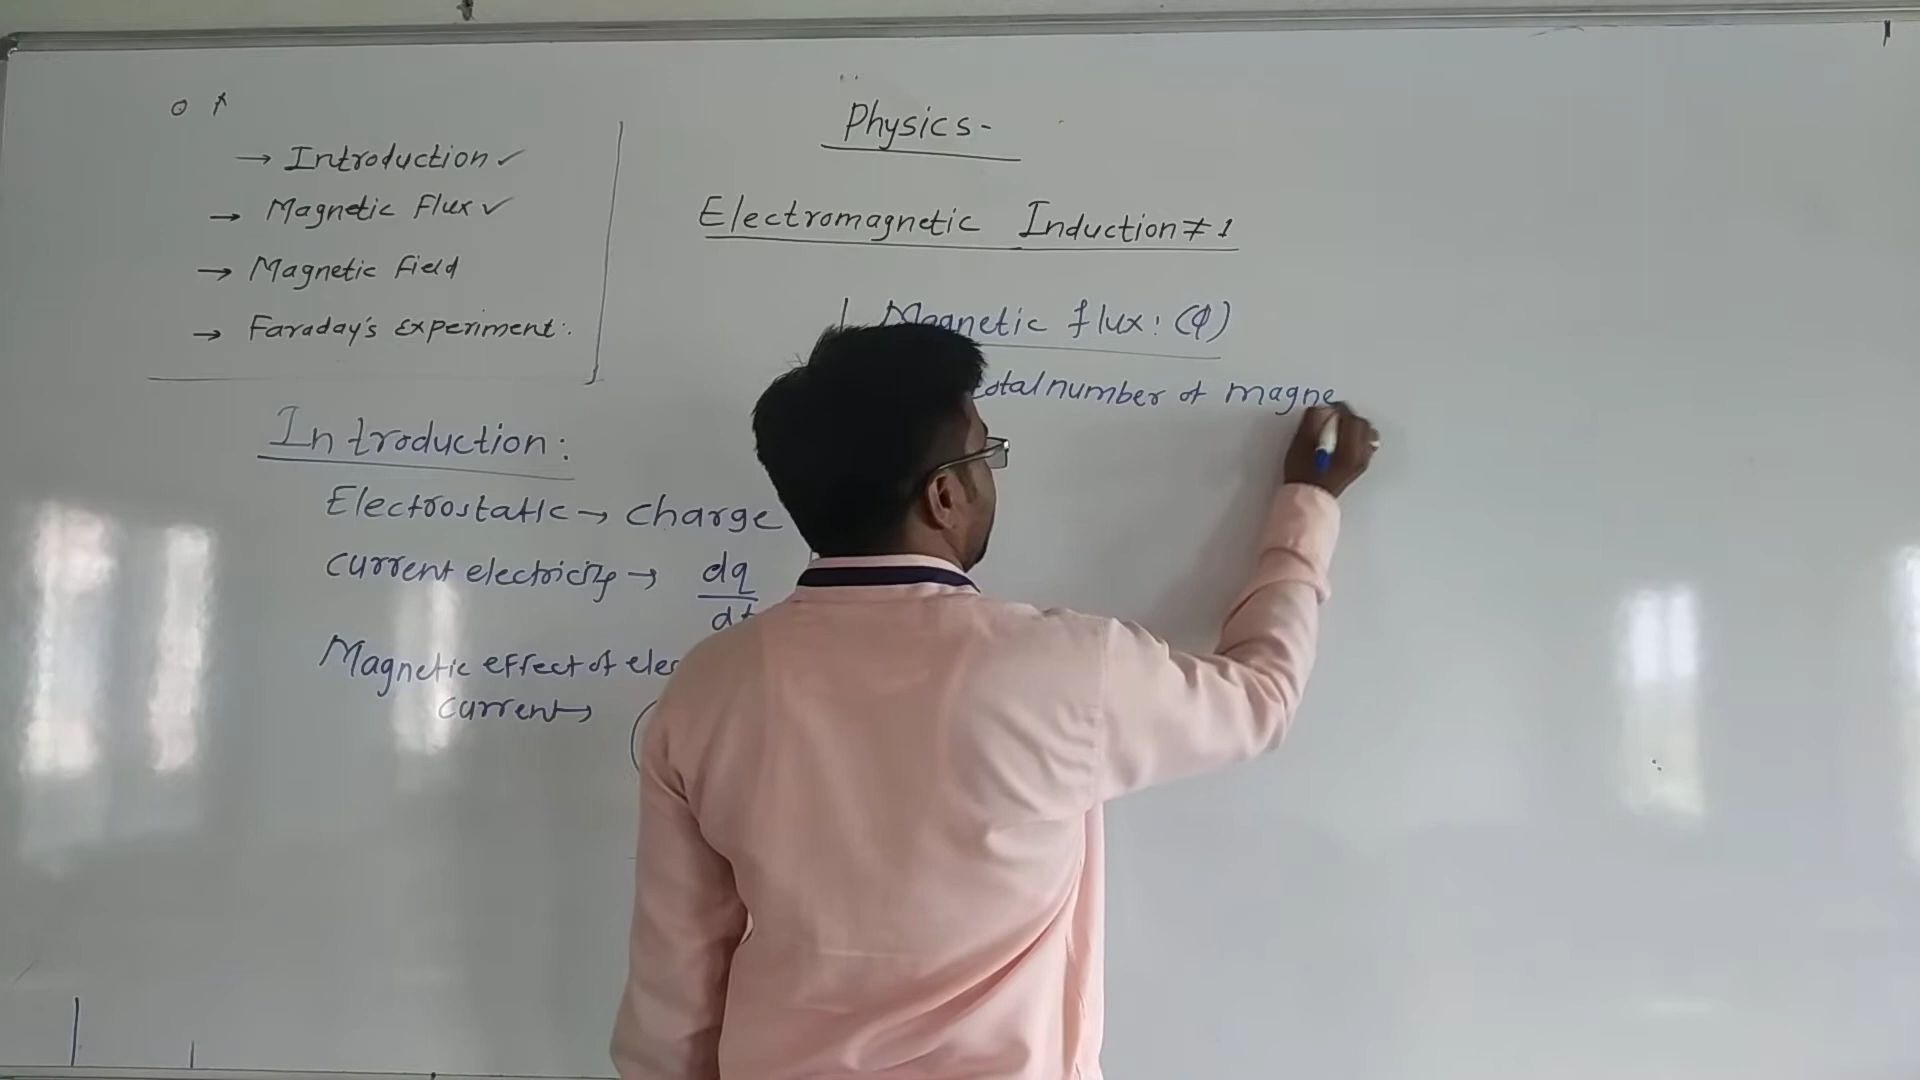 Physics-
Electromagnetic Induction ≠ 1
→ Introduction ✓
→ Magnetic Flux ✓
→ Magnetic Field
→ Faraday's Experiment:.
Introduction:
Electrostatic → charge
current electricity → dq
dt
Magnetic effect of elec
current →
Magnetic flux: (φ)
otal number of magne